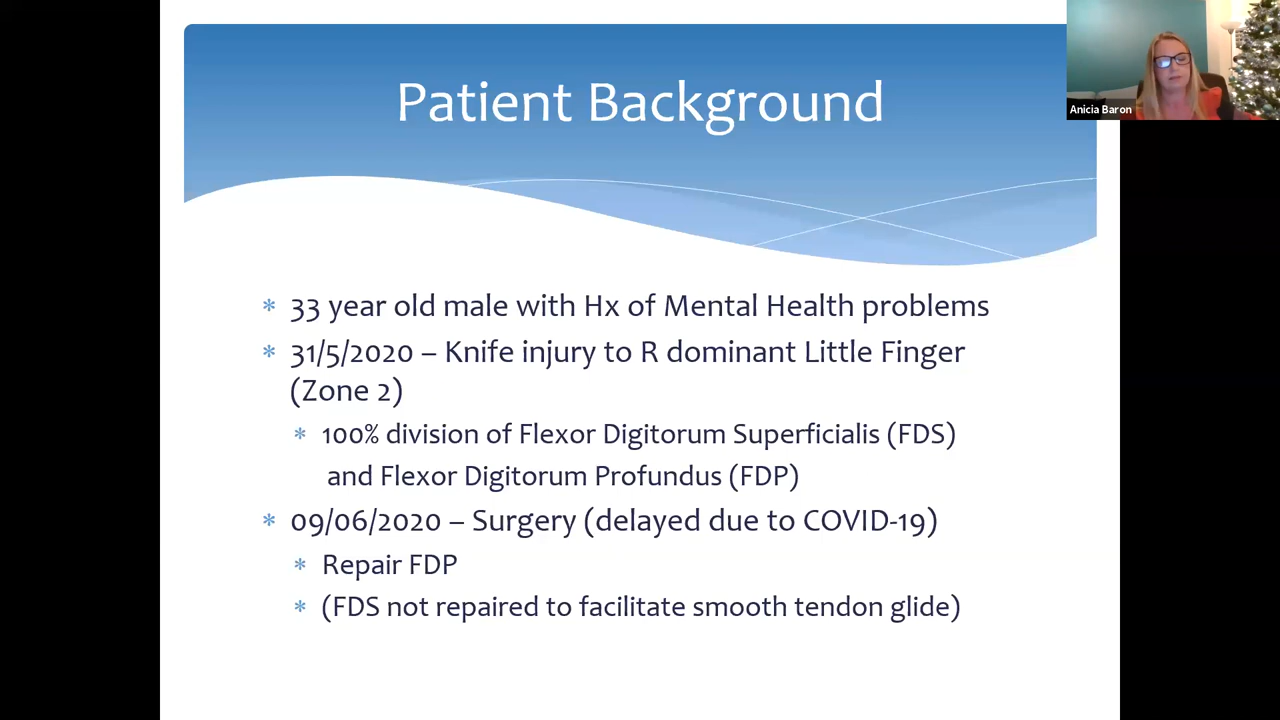 Patient Background
Anicia Baron
* 33 year old male with Hx of Mental Health problems
* 31/5/2020 – Knife injury to R dominant Little Finger
(Zone 2)
* 100% division of Flexor Digitorum Superficialis (FDS)
and Flexor Digitorum Profundus (FDP)
* 09/06/2020 – Surgery (delayed due to COVID-19)
* Repair FDP
* (FDS not repaired to facilitate smooth tendon glide)